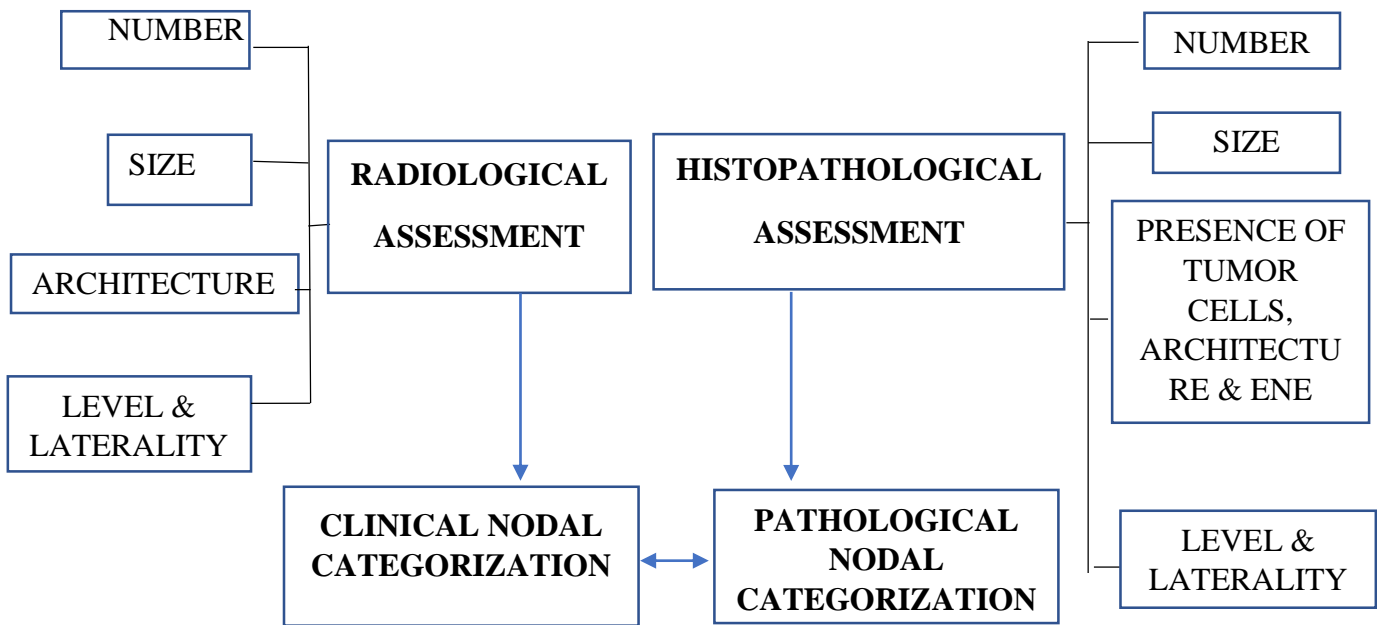 NUMBER
SIZE
ARCHITECTURE
LEVEL &
LATERALITY
RADIOLOGICAL
ASSESSMENT
HISTOPATHOLOGICAL
ASSESSMENT
NUMBER
SIZE
PRESENCE OF
TUMOR
CELLS,
ARCHITECTU
RE & ENE
LEVEL &
LATERALITY
CLINICAL NODAL
CATEGORIZATION
PATHOLOGICAL
NODAL
CATEGORIZATION